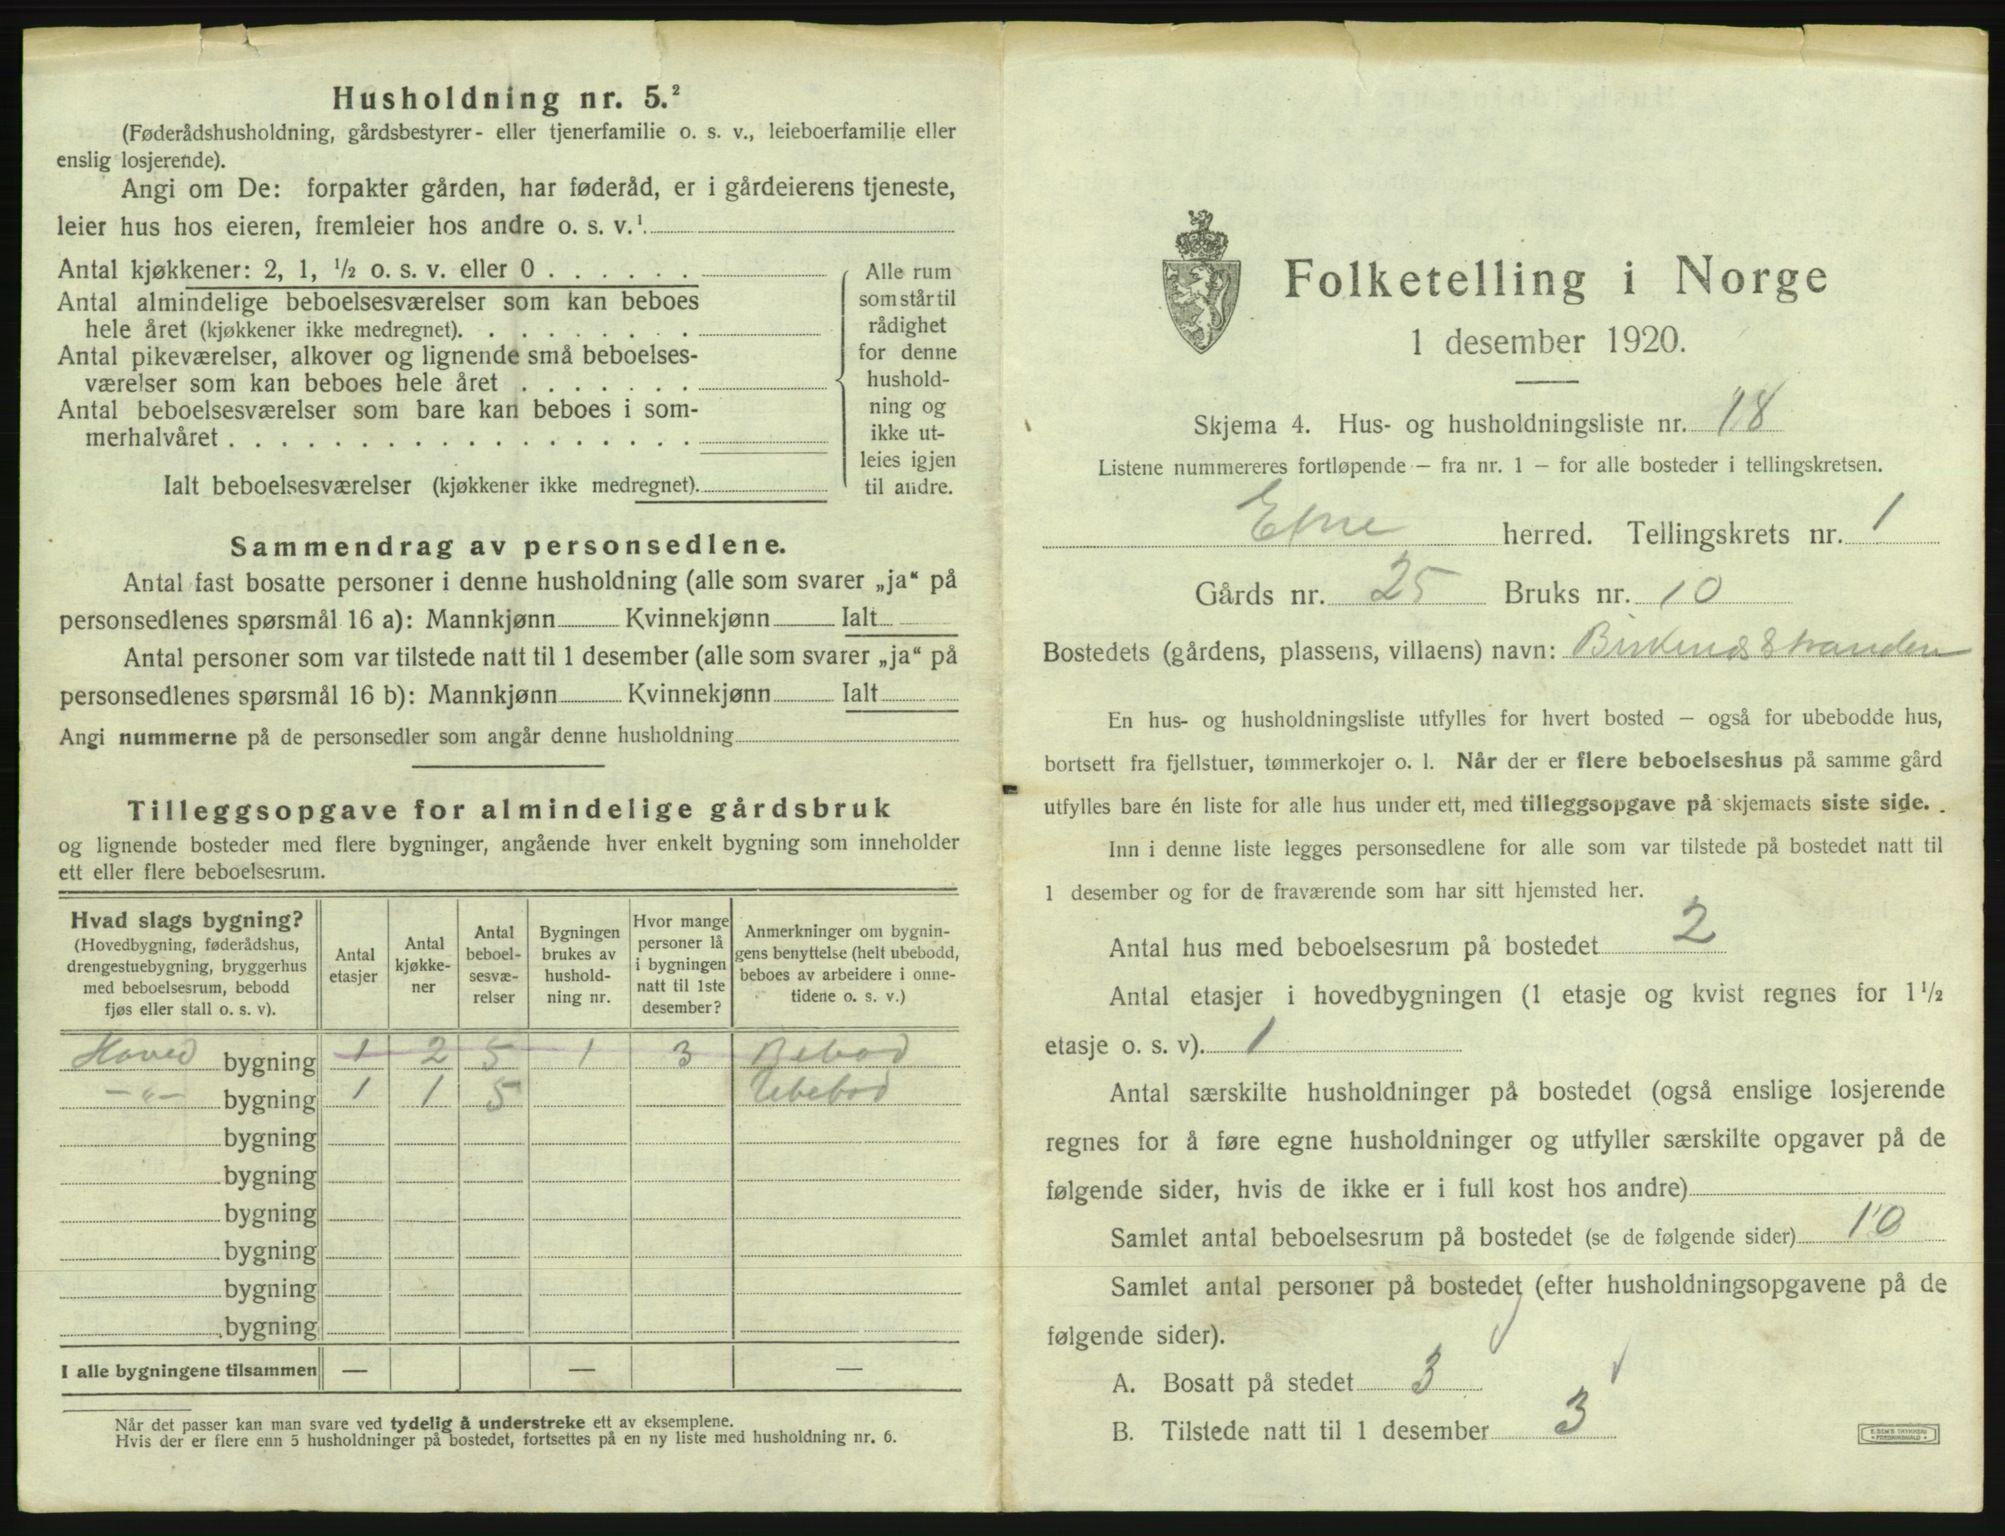 Husholdning nr. 5.²
(Føderådshusholdning, gårdsbestyrer- eller tjenerfamilie o. s. v., leieboerfamilie eller
enslig losjerende).
Angi om De: forpakter gården, har føderåd, er i gårdeierens tjeneste,
leier hus hos eieren, fremleier hos andre o. s. v.¹
Antal kjøkkener: 2, 1, ½ o. s. v. eller 0 . . . . . .
Antal almindelige beboelsesværelser som kan beboes
hele året (kjøkkener ikke medregnet). . . . . . . . .
Antal pikeværelser, alkover og lignende små beboelses-
værelser som kan beboes hele året . . . . . . .
Antal beboelsesværelser som bare kan beboes i som-
merhalvåret . . . . . . . . . . . . . . . . . .
Ialt beboelsesværelser (kjøkkener ikke medregnet).
Alle rum
som står til
rådighet
for denne
hushold-
ning og
ikke ut-
leies igjen
til andre.
Sammendrag av personsedlene.
Antal fast bosatte personer i denne husholdning (alle som svarer „ja“ på
personsedlenes spørsmål 16 a): Mannkjønn Kvinnekjønn Ialt
Antal personer som var tilstede natt til 1 desember (alle som svarer „ja“ på
personsedlenes spørsmål 16 b): Mannkjønn Kvinnekjønn Ialt
Angi nummerne på de personsedler som angår denne husholdning
Tilleggsopgave for almindelige gårdsbruk
og lignende bosteder med flere bygninger, angående hver enkelt bygning som inneholder
ett eller flere beboelsesrum.
Hvad slags bygning?
(Hovedbygning, føderådshus,
drengestuebygning, bryggerhus
med beboelsesrum, bebodd
fjøs eller stall o. s. v).
Antal
etasjer
Antal
kjøkke-
ner
Antal
beboel-
sesvæ-
relser
Bygningen
brukes av
hushold-
ning nr.
Hvor mange
personer lå
i bygningen
natt til 1ste
desember?
Anmerkninger om bygnin-
gens benyttelse (helt ubebodd,
beboes av arbeidere i onne-
tidene o. s. v.)
Hoved bygning 1 2 5 1 3 Bebod
—"— bygning 1 1 5 Ubebod
bygning
bygning
bygning
bygning
bygning
bygning
I alle bygningene tilsammen — — —
Når det passer kan man svare ved tydelig å understreke ett av eksemplene.
Hvis der er flere enn 5 husholdninger på bostedet, fortsettes på en ny liste med husholdning nr. 6.
Folketelling i Norge
1 desember 1920.
Skjema 4. Hus- og husholdningsliste nr. 18
Listene nummereres fortløpende — fra nr. 1 — for alle bosteder i tellingskretsen.
Etne herred. Tellingskrets nr. 1
Gårds nr. 25 Bruks nr. 10
Bostedets (gårdens, plassens, villaens) navn:
En hus- og husholdningsliste utfylles for hvert bosted — også for ubebodde hus,
bortsett fra fjellstuer, tømmerkojer o. l. Når der er flere beboelseshus på samme gård
utfylles bare én liste for alle hus under ett, med tilleggsopgave på skjemaets siste side.
Inn i denne liste legges personsedlene for alle som var tilstede på bostedet natt til
1 desember og for de fraværende som har sitt hjemsted her.
Antal hus med beboelsesrum på bostedet 2
Antal etasjer i hovedbygningen (1 etasje og kvist regnes for 1½
etasje o. s. v). 1
Antal særskilte husholdninger på bostedet (også enslige losjerende
regnes for å føre egne husholdninger og utfyller særskilte opgaver på de
følgende sider, hvis de ikke er i full kost hos andre)
Samlet antal beboelsesrum på bostedet (se de følgende sider) 10
Samlet antal personer på bostedet (efter husholdningsopgavene på de
følgende sider).
A. Bosatt på stedet 3
B. Tilstede natt til 1 desember 3